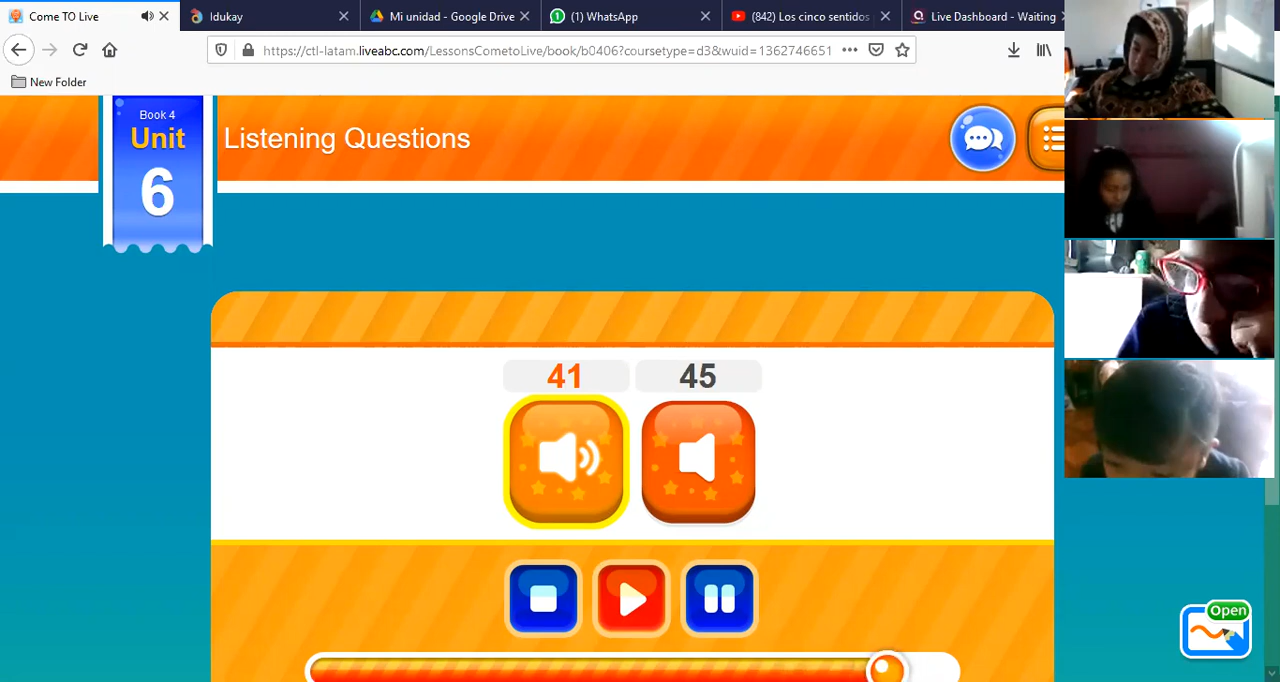 Come TO Live
Idukay
Mi unidad - Google Drive
(1) WhatsApp
(842) Los cinco sentidos
Live Dashboard - Waiting
https://ctl-latam.liveabc.com/LessonsCometoLive/book/b0406?coursetype=d3&wuid=1362746651
New Folder
Book 4
Unit
6
Listening Questions
41 45
Open